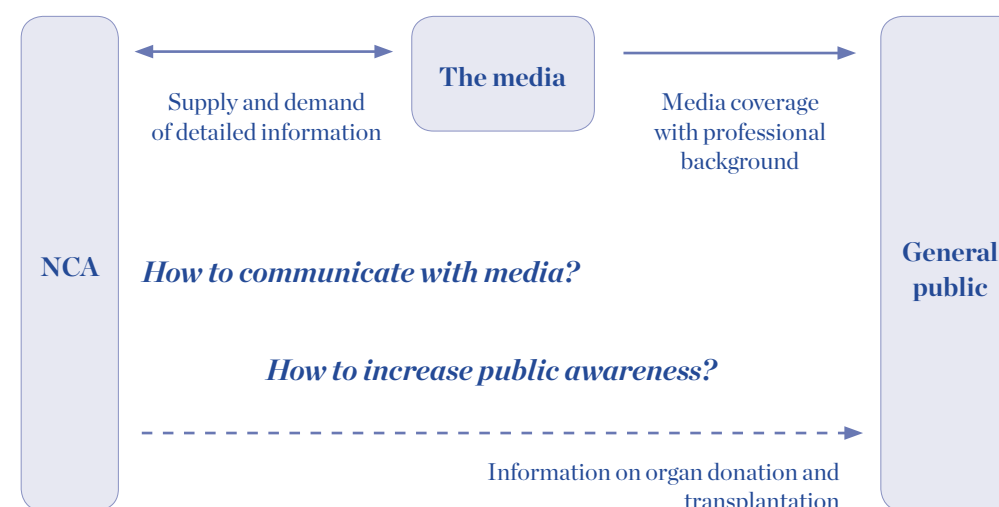 The media
Supply and demand
of detailed information
Media coverage
with professional
background
NCA
How to communicate with media?
General
public
How to increase public awareness?
Information on organ donation and
transplantation